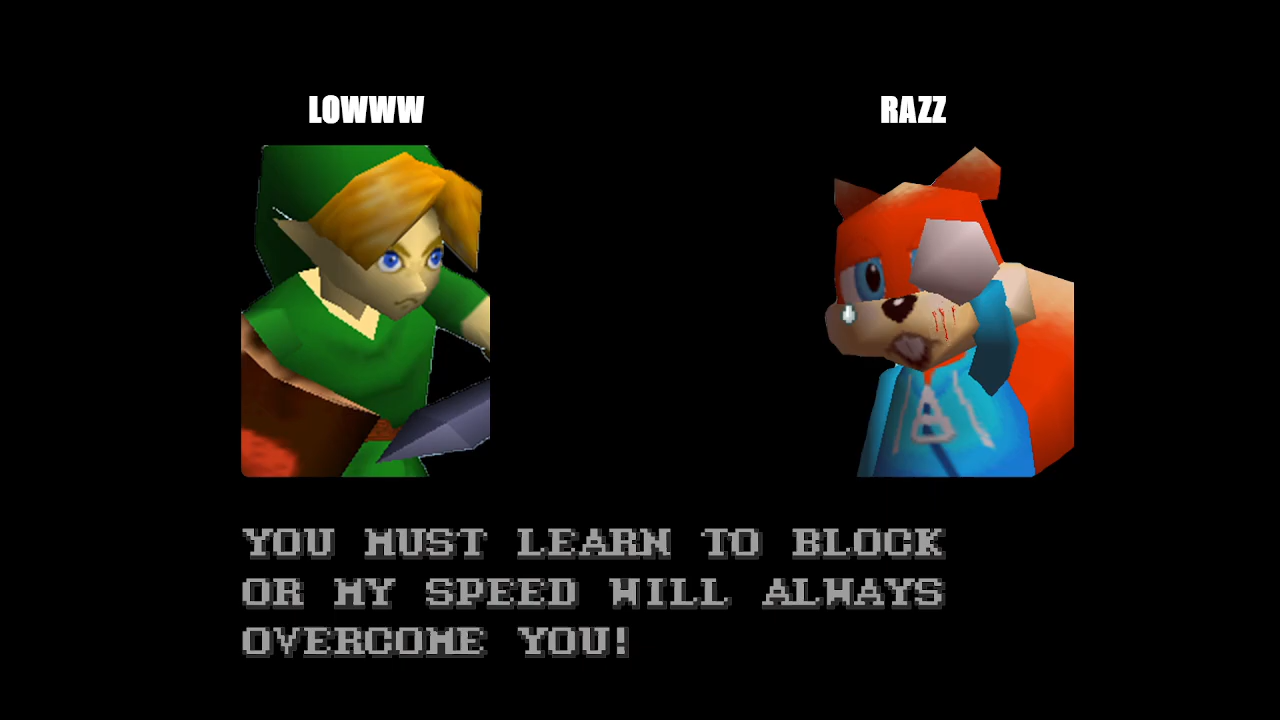 LOWWW
RAZZ
YOU MUST LEARN TO BLOCK
OR MY SPEED WILL ALWAYS
OVERCOME YOU!